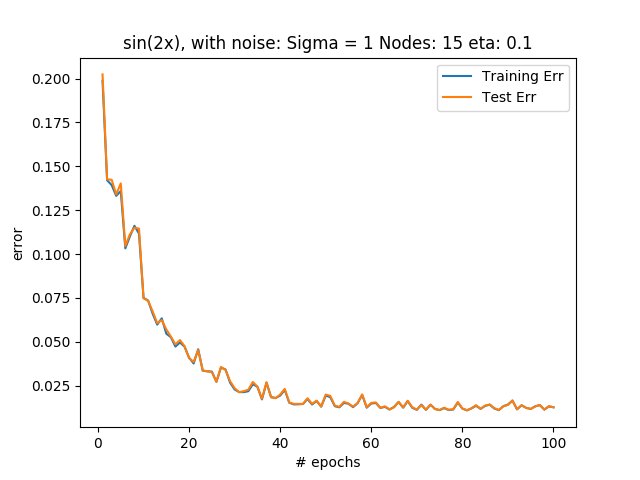 sin(2x), with noise: Sigma = 1 Nodes: 15 eta: 0.1
Training Err
Test Err
0.200
0.175
0.150
0.125
0.100
0.075
0.050
0.025
error
0 20 40 60 80 100
# epochs